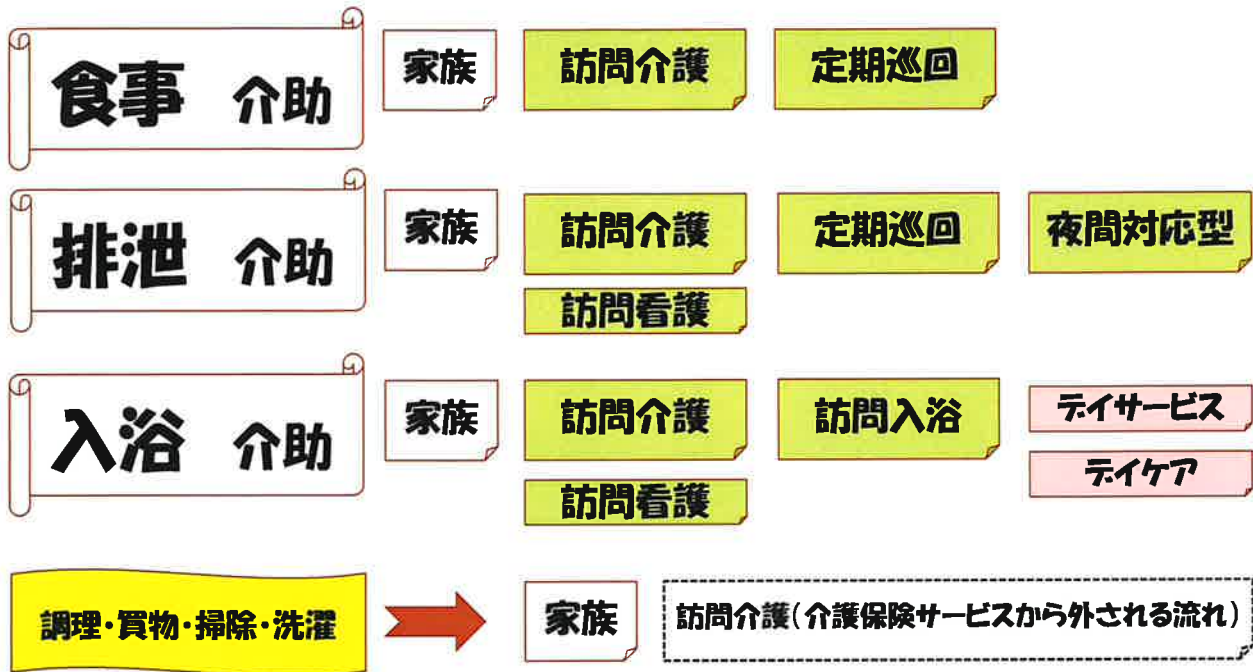 食事 介助
家族
訪問介護
定期巡回
排泄 介助
家族
訪問介護
定期巡回
夜間対応型
訪問看護
入浴 介助
家族
訪問介護
訪問入浴
デイサービス
デイケア
訪問看護
調理・買物・掃除・洗濯
家族
訪問介護(介護保険サービスから外される流れ)